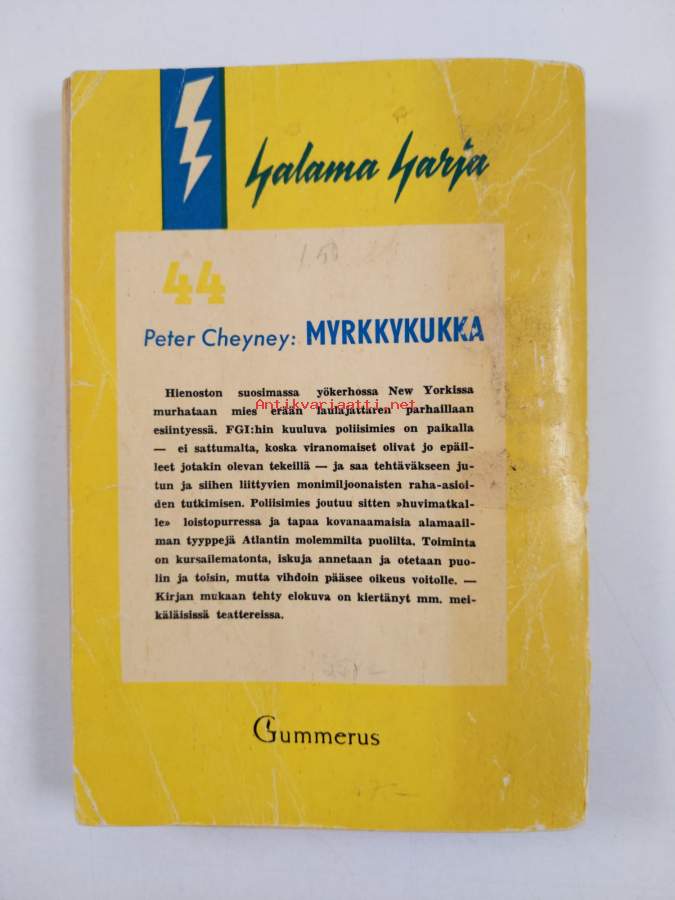 Salama Sarja
44
Peter Cheyney: MYRKKYKUKKA
Hienoston suosimassa yökerhossa New Yorkissa
murhataan mies erään laulajattaren parhaillaan
Antikvariaatti.net
esiintyessä. FGI:hin kuuluva poliisimies on paikalla
— ei sattumalta, koska viranomaiset olivat jo epäil-
leet jotakin olevan tekeillä — ja saa tehtäväkseen ju-
tun ja siihen liittyvien monimiljoonaisten raha-asioi-
den tutkimisen. Poliisimies joutuu sitten »huvimatkal-
le» loistopurressa ja tapaa kovanaamaisia alamaail-
man tyyppejä Atlantin molemmilta puolilta. Toiminta
on kursailematonta, iskuja annetaan ja otetaan puo-
lin ja toisin, mutta vihdoin pääsee oikeus voitolle. —
Kirjan mukaan tehty elokuva on kiertänyt mm. mei-
käläisissä teattereissa.
Gummerus